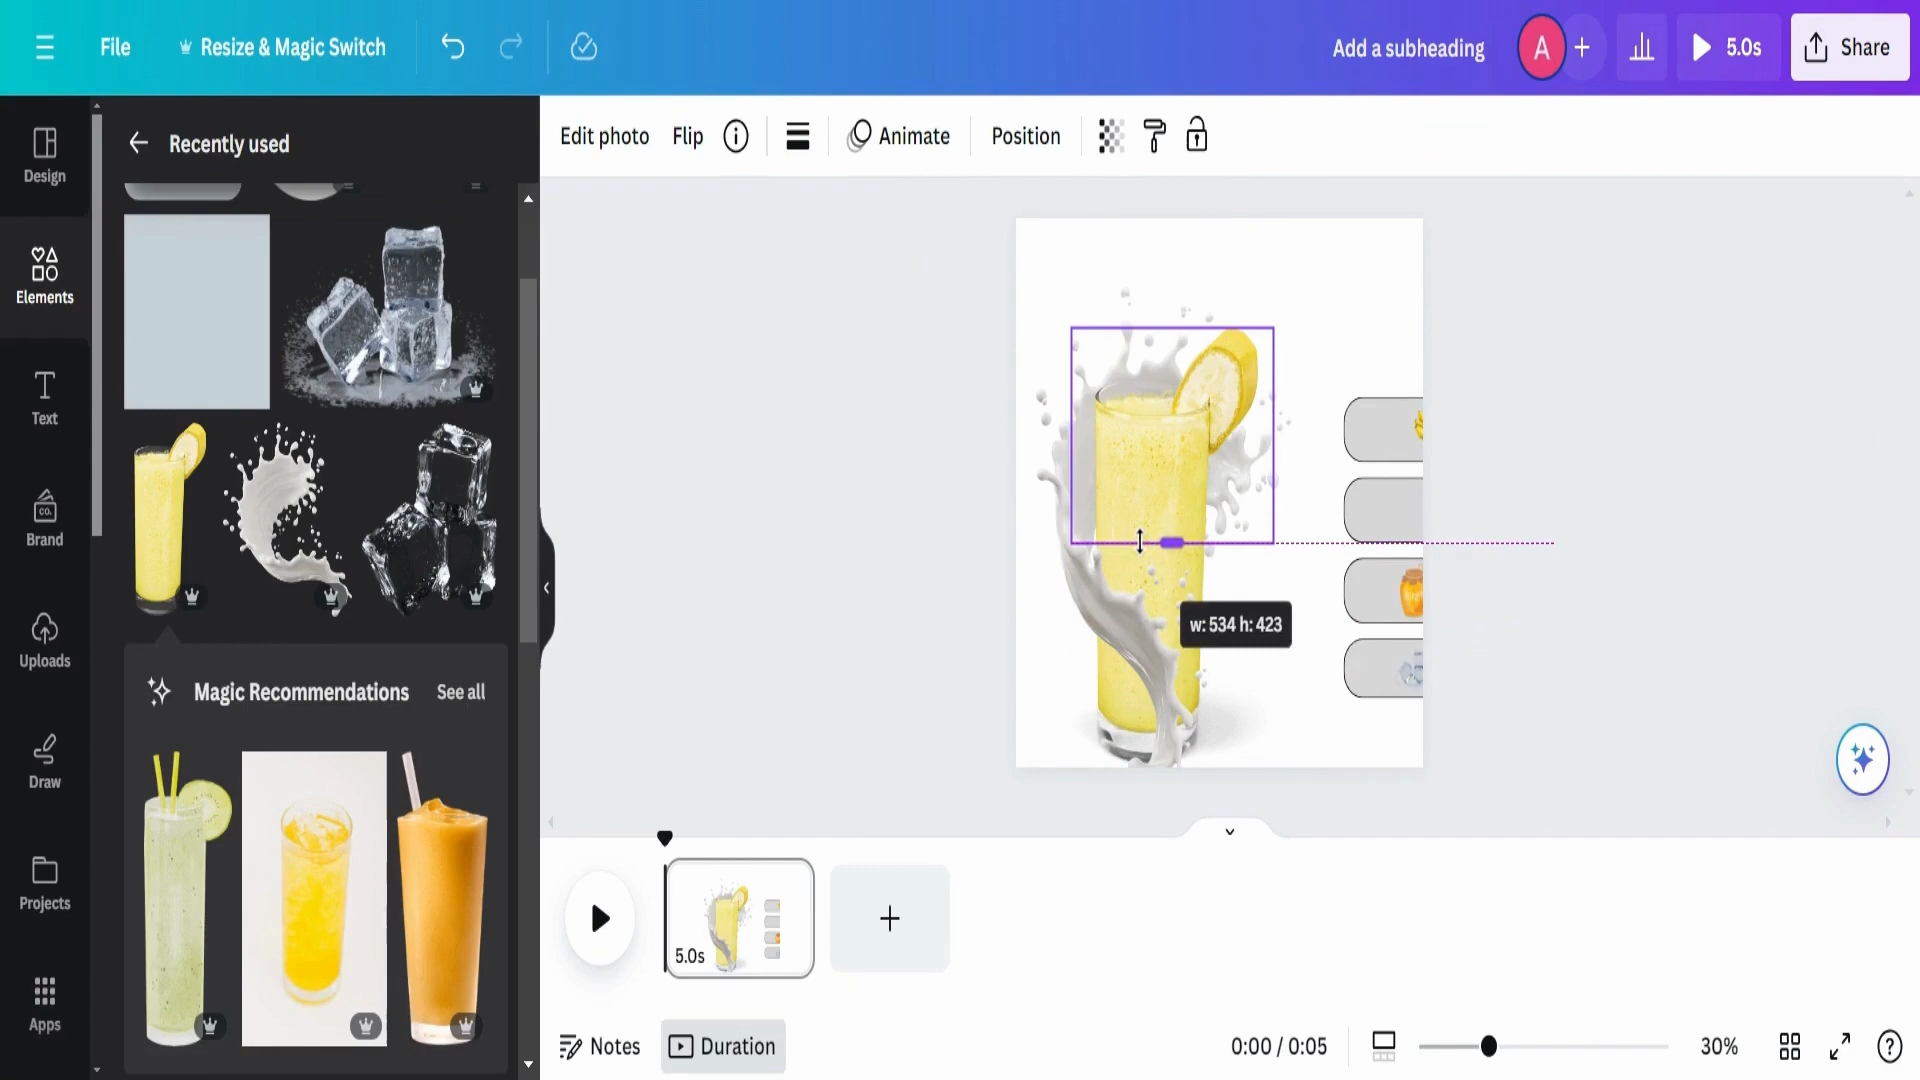 File
Resize & Magic Switch
Add a subheading
A
5.0s
Share
Design
Elements
Text
CO.
Brand
Uploads
Draw
Projects
Apps
Recently used
Magic Recommendations
See all
Edit photo
Flip
Animate
Position
w: 534 h: 423
5.0s
Notes
Duration
0:00 / 0:05
30%